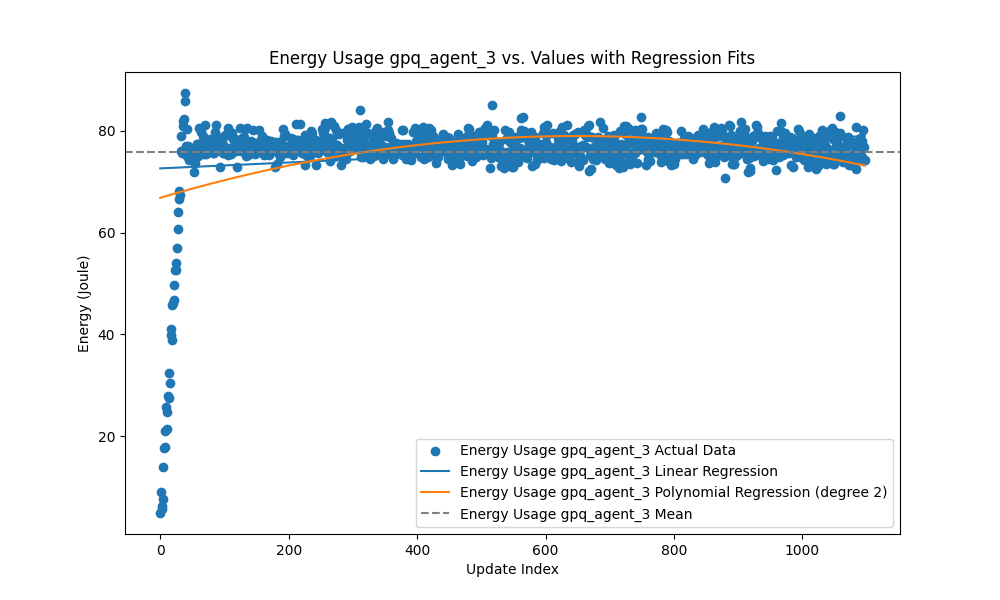 Energy Usage gpq_agent_3 vs. Values with Regression Fits
80
60
40
20
Energy (Joule)
Energy Usage gpq_agent_3 Actual Data
Energy Usage gpq_agent_3 Linear Regression
Energy Usage gpq_agent_3 Polynomial Regression (degree 2)
Energy Usage gpq_agent_3 Mean
0 200 400 600 800 1000
Update Index